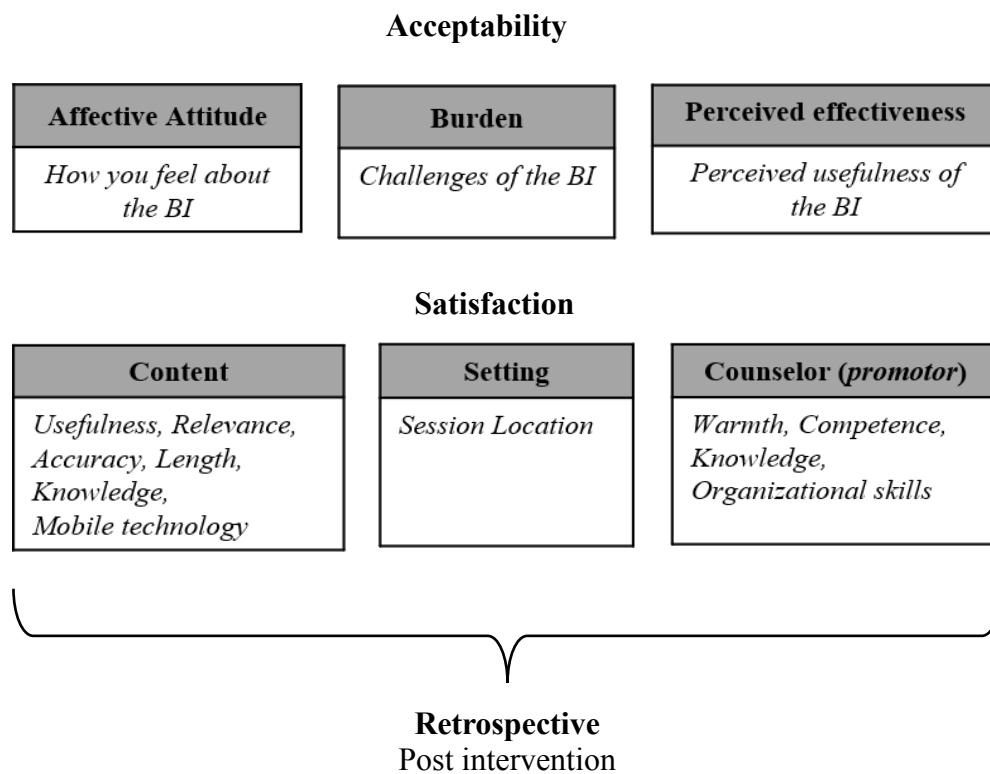 Acceptability
Affective Attitude
How you feel about
the BI
Burden
Challenges of the BI
Perceived effectiveness
Perceived usefulness of
the BI
Satisfaction
Content
Usefulness, Relevance,
Accuracy, Length,
Knowledge,
Mobile technology
Setting
Session Location
Counselor (promotor)
Warmth, Competence,
Knowledge,
Organizational skills
Retrospective
Post intervention